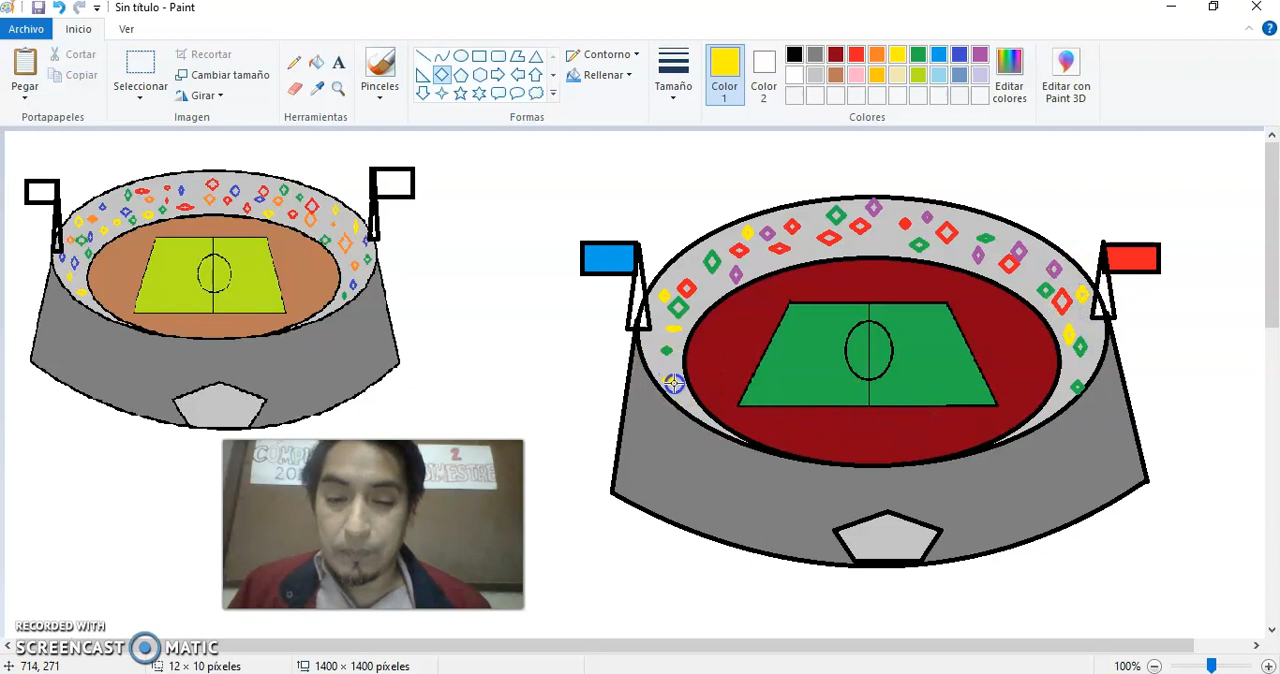 Sin título - Paint
Archivo Inicio Ver
Pegar
Cortar
Copiar
Portapapeles
Seleccionar
Recortar
Cambiar tamaño
Girar
Imagen
A
Herramientas
Pinceles
Contorno
Rellenar
Formas
Tamaño
Color
1
Color
2
Editar
colores
Editar con
Paint 3D
Colores
2
BIMESTRE
RECORDED WITH
SCREENCAST MATIC
714, 271
12 × 10 píxeles
1400 × 1400 píxeles
100%